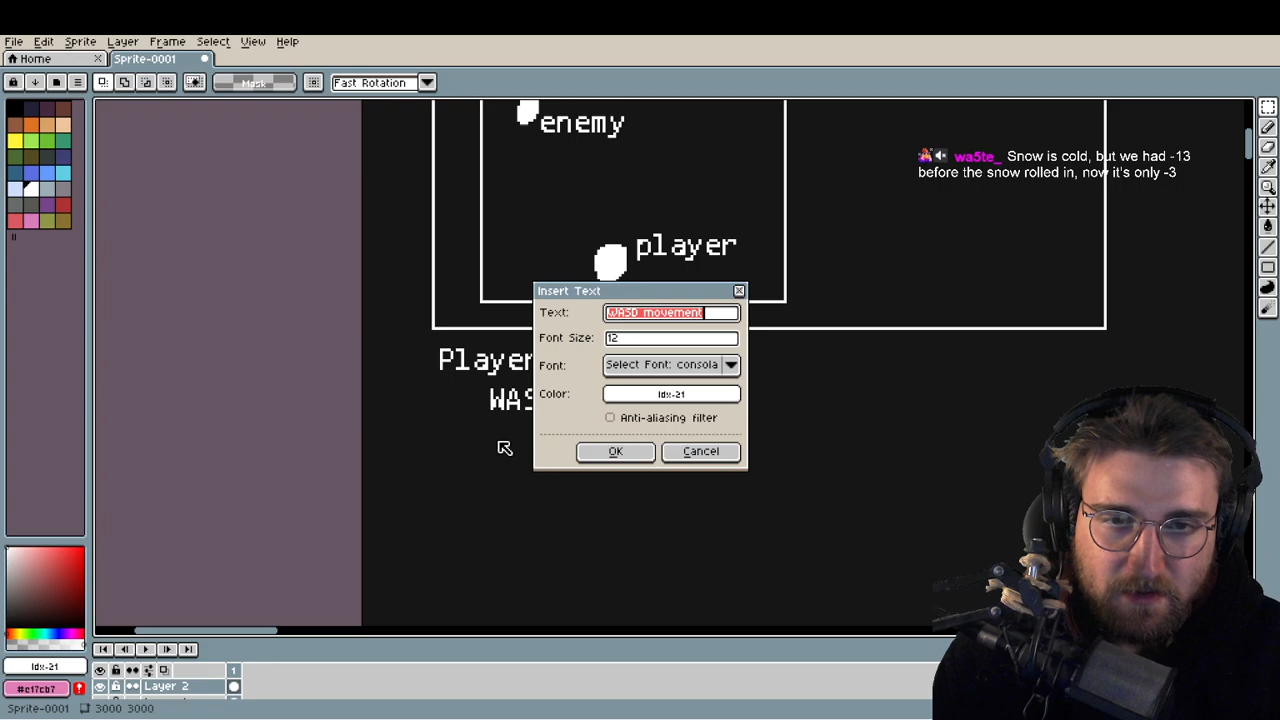 File Edit Sprite Layer Frame Select View Help
Home Sprite-0001
Mask Fast Rotation
enemy
wa5te_ Snow is cold, but we had -13
before the snow rolled in, now it's only -3
player
Insert Text
Text: WASD movement
Player
Font Size: 12
Font: Select Font: consola
WAS
Color: Idx-21
Anti-aliasing filter
OK Cancel
Idx-21
1
#c17cb7
Layer 2
Sprite-0001 3000 3000